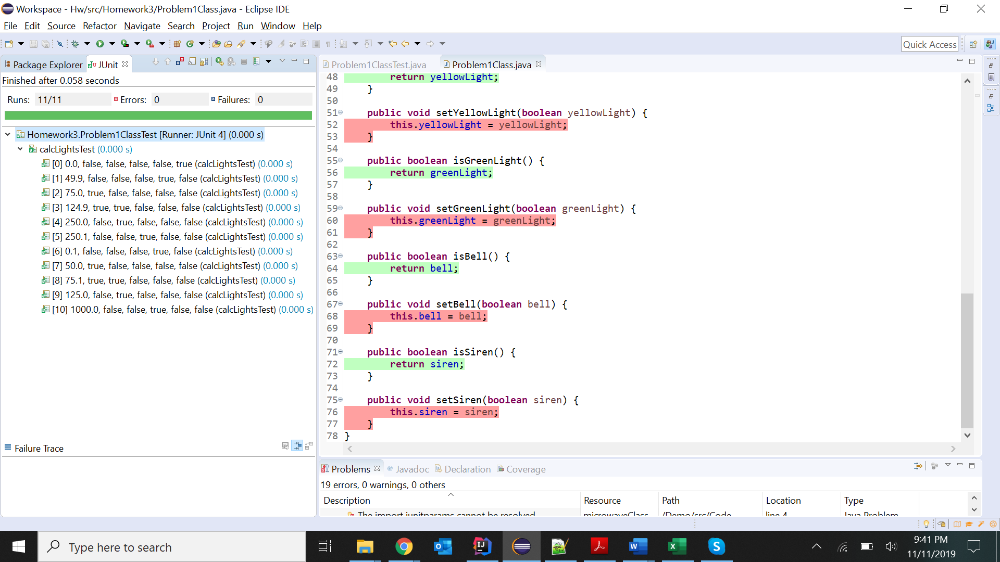 Workspace - Hw/src/Homework3/Problem1Class.java - Eclipse IDE
File Edit Source Refactor Navigate Search Project Run Window Help
Quick Access
Package Explorer JUnit
Finished after 0.058 seconds
Runs: 11/11 Errors: 0 Failures: 0
Homework3.Problem1ClassTest [Runner: JUnit 4] (0.000 s)
calcLightsTest (0.000 s)
[0] 0.0, false, false, false, false, true (calcLightsTest) (0.000 s)
[1] 49.9, false, false, false, true, false (calcLightsTest) (0.000 s)
[2] 75.0, true, false, false, false, false (calcLightsTest) (0.000 s)
[3] 124.9, true, true, false, false, false (calcLightsTest) (0.000 s)
[4] 250.0, false, true, false, false, false (calcLightsTest) (0.000 s)
[5] 250.1, false, false, true, false, false (calcLightsTest) (0.000 s)
[6] 0.1, false, false, false, true, false (calcLightsTest) (0.000 s)
[7] 50.0, true, false, false, false, false (calcLightsTest) (0.000 s)
[8] 75.1, true, true, false, false, false (calcLightsTest) (0.000 s)
[9] 125.0, false, true, false, false, false (calcLightsTest) (0.000 s)
[10] 1000.0, false, false, true, false, false (calcLightsTest) (0.000 s)
Failure Trace
Problem1ClassTest.java Problem1Class.java
48 return yellowLight;
49 }
50
51 public void setYellowLight(boolean yellowLight) {
52 this.yellowLight = yellowLight;
53 }
54
55 public boolean isGreenLight() {
56 return greenLight;
57 }
58
59 public void setGreenLight(boolean greenLight) {
60 this.greenLight = greenLight;
61 }
62
63 public boolean isBell() {
64 return bell;
65 }
66
67 public void setBell(boolean bell) {
68 this.bell = bell;
69 }
70
71 public boolean isSiren() {
72 return siren;
73 }
74
75 public void setSiren(boolean siren) {
76 this.siren = siren;
77 }
78 }
Problems Javadoc Declaration Coverage
19 errors, 0 warnings, 0 others
Description Resource Path Location Type
The import junitparams cannot be resolved microwaveClass /Demo/src/Code line 4 Java Problem
Type here to search
9:41 PM
11/11/2019